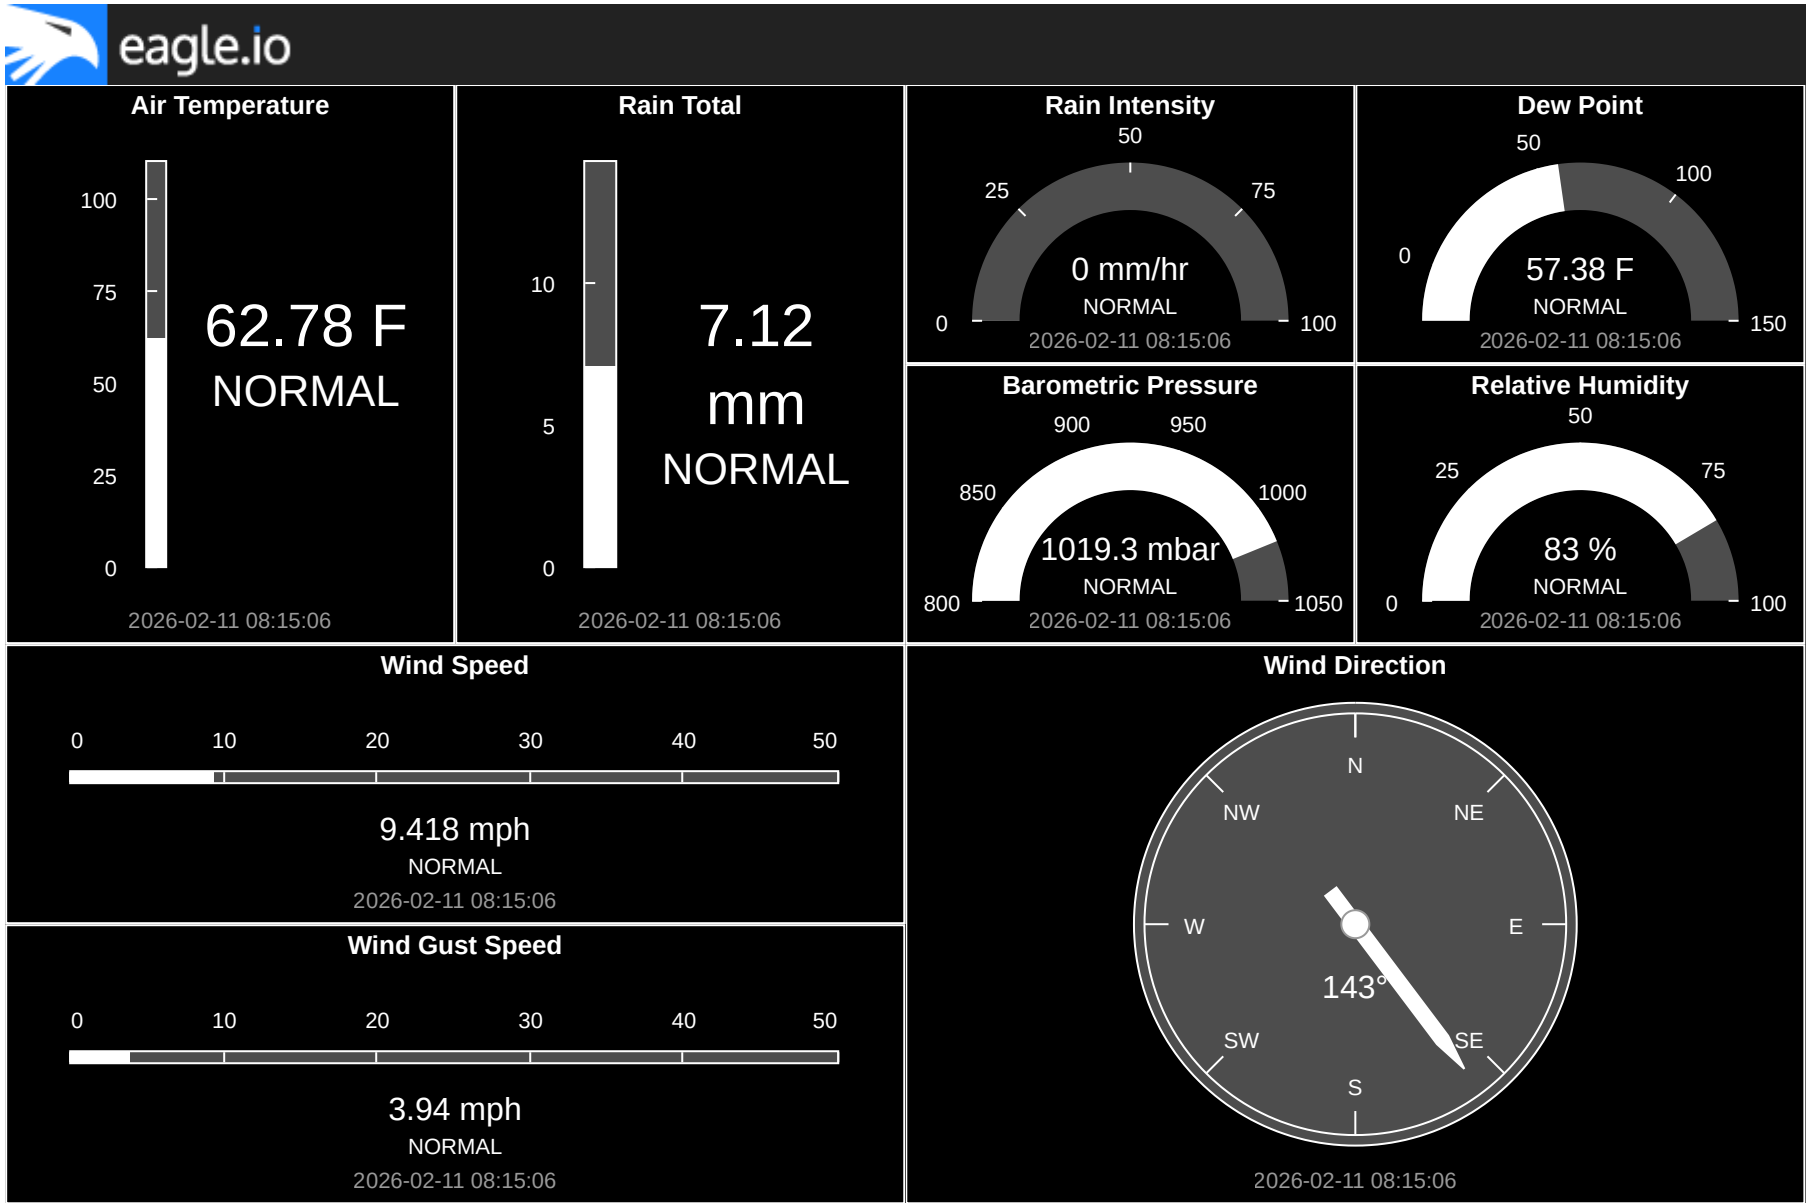 eagle.io
Air Temperature
100
75
50
25
0
62.78 F
NORMAL
2026-02-11 08:15:06
Rain Total
10
5
0
7.12
mm
NORMAL
2026-02-11 08:15:06
Rain Intensity
50
25
75
0
100
0 mm/hr
NORMAL
2026-02-11 08:15:06
Dew Point
50
100
0
150
57.38 F
NORMAL
2026-02-11 08:15:06
Barometric Pressure
900
950
850
1000
800
1050
1019.3 mbar
NORMAL
2026-02-11 08:15:06
Relative Humidity
50
25
75
0
100
83 %
NORMAL
2026-02-11 08:15:06
Wind Speed
0 10 20 30 40 50
9.418 mph
NORMAL
2026-02-11 08:15:06
Wind Gust Speed
0 10 20 30 40 50
3.94 mph
NORMAL
2026-02-11 08:15:06
Wind Direction
N
NW NE
W E
143°
SW SE
S
2026-02-11 08:15:06